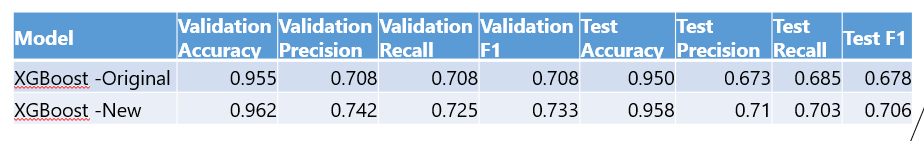 Model Validation Accuracy Validation Precision Validation Recall Validation F1 Test Accuracy Test Precision Test Recall Test F1
XGBoost -Original 0.955 0.708 0.708 0.708 0.950 0.673 0.685 0.678
XGBoost -New 0.962 0.742 0.725 0.733 0.958 0.71 0.703 0.706